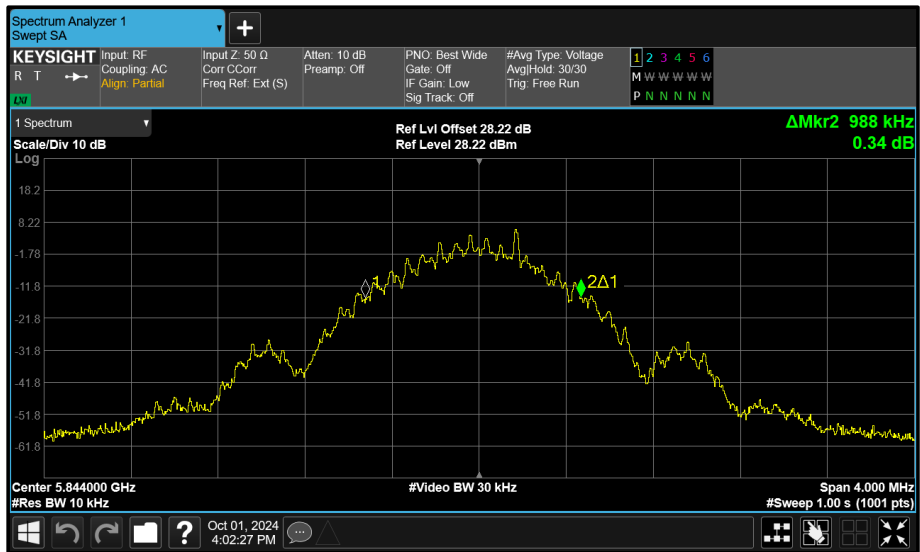 Spectrum Analyzer 1
Swept SA
KEYSIGHT
R T
LXI
Input: RF
Coupling: AC
Align: Partial
Input Z: 50 Ω
Corr CCorr
Freq Ref: Ext (S)
Atten: 10 dB
Preamp: Off
PNO: Best Wide
Gate: Off
IF Gain: Low
Sig Track: Off
#Avg Type: Voltage
Avg|Hold: 30/30
Trig: Free Run
1 2 3 4 5 6
M W W W W W
P N N N N N
1 Spectrum
Scale/Div 10 dB
Log
Ref Lvl Offset 28.22 dB
Ref Level 28.22 dBm
ΔMkr2 988 kHz
0.34 dB
18.2
8.22
-1.78
-11.8
-21.8
-31.8
-41.8
-51.8
-61.8
1
2Δ1
Center 5.844000 GHz
#Res BW 10 kHz
#Video BW 30 kHz
Span 4.000 MHz
#Sweep 1.00 s (1001 pts)
Oct 01, 2024
4:02:27 PM